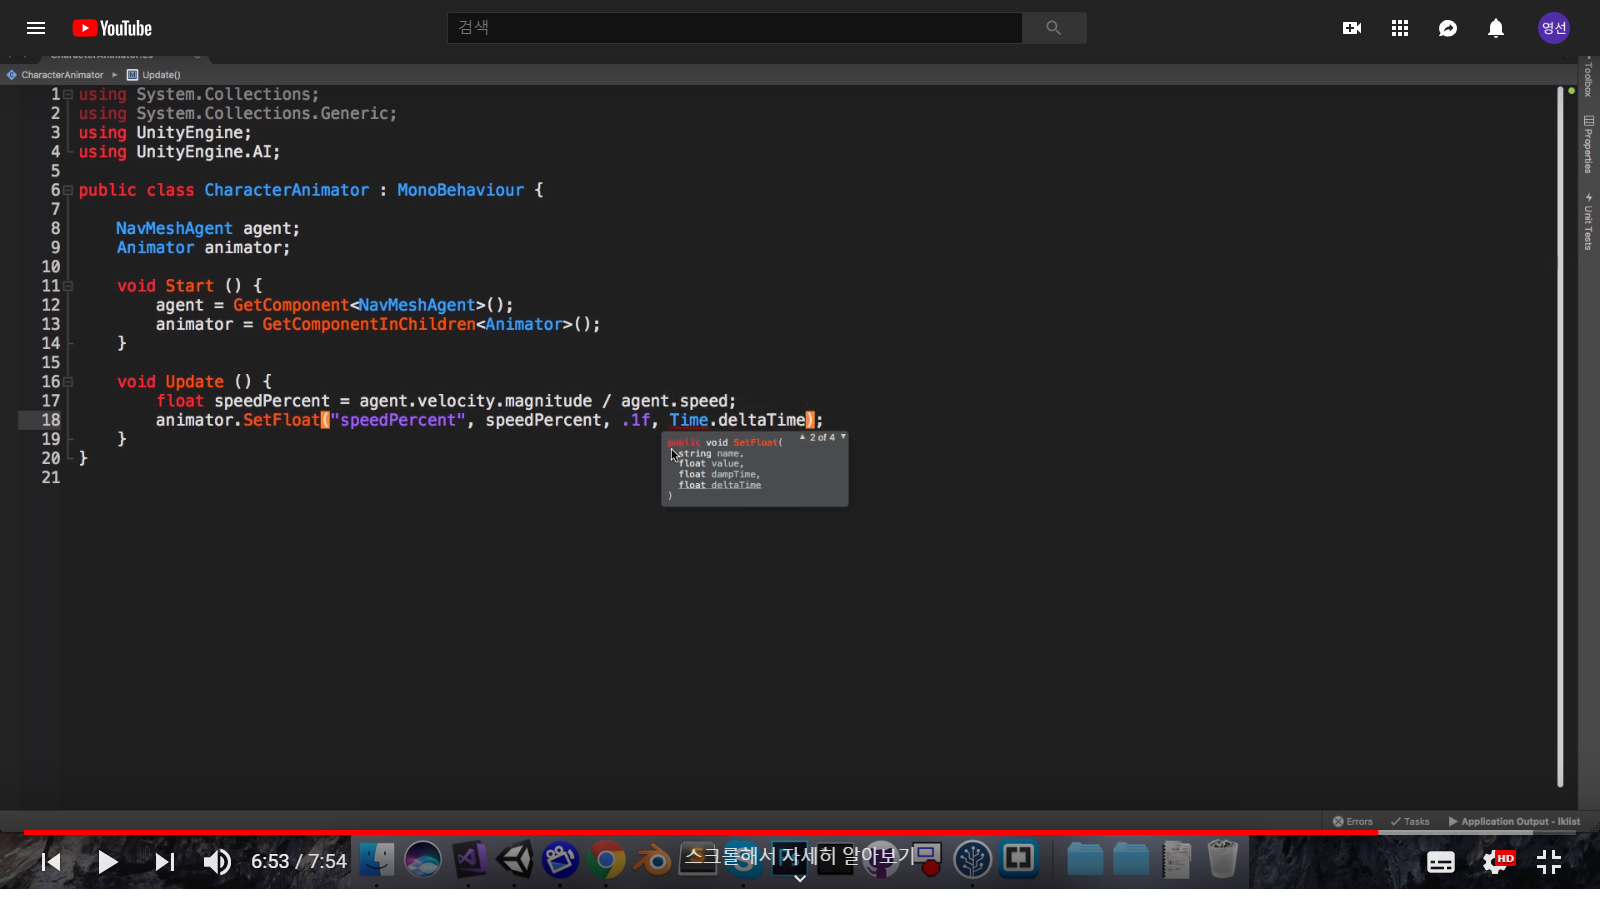 YouTube
검색
영선
CharacterAnimator.cs
CharacterAnimator ▸ Update()
Toolbox
Properties
Unit Tests
1 using System.Collections;
2 using System.Collections.Generic;
3 using UnityEngine;
4 using UnityEngine.AI;
5
6 public class CharacterAnimator : MonoBehaviour {
7
8 NavMeshAgent agent;
9 Animator animator;
10
11 void Start () {
12 agent = GetComponent<NavMeshAgent>();
13 animator = GetComponentInChildren<Animator>();
14 }
15
16 void Update () {
17 float speedPercent = agent.velocity.magnitude / agent.speed;
18 animator.SetFloat("speedPercent", speedPercent, .1f, Time.deltaTime);
19 }
20 }
21
▲ 2 of 4 ▼
public void SetFloat(
string name,
float value,
float dampTime,
float deltaTime
)
Errors Tasks Application Output - Iklist
6:53 / 7:54
스크롤해서 자세히 알아보기
HD